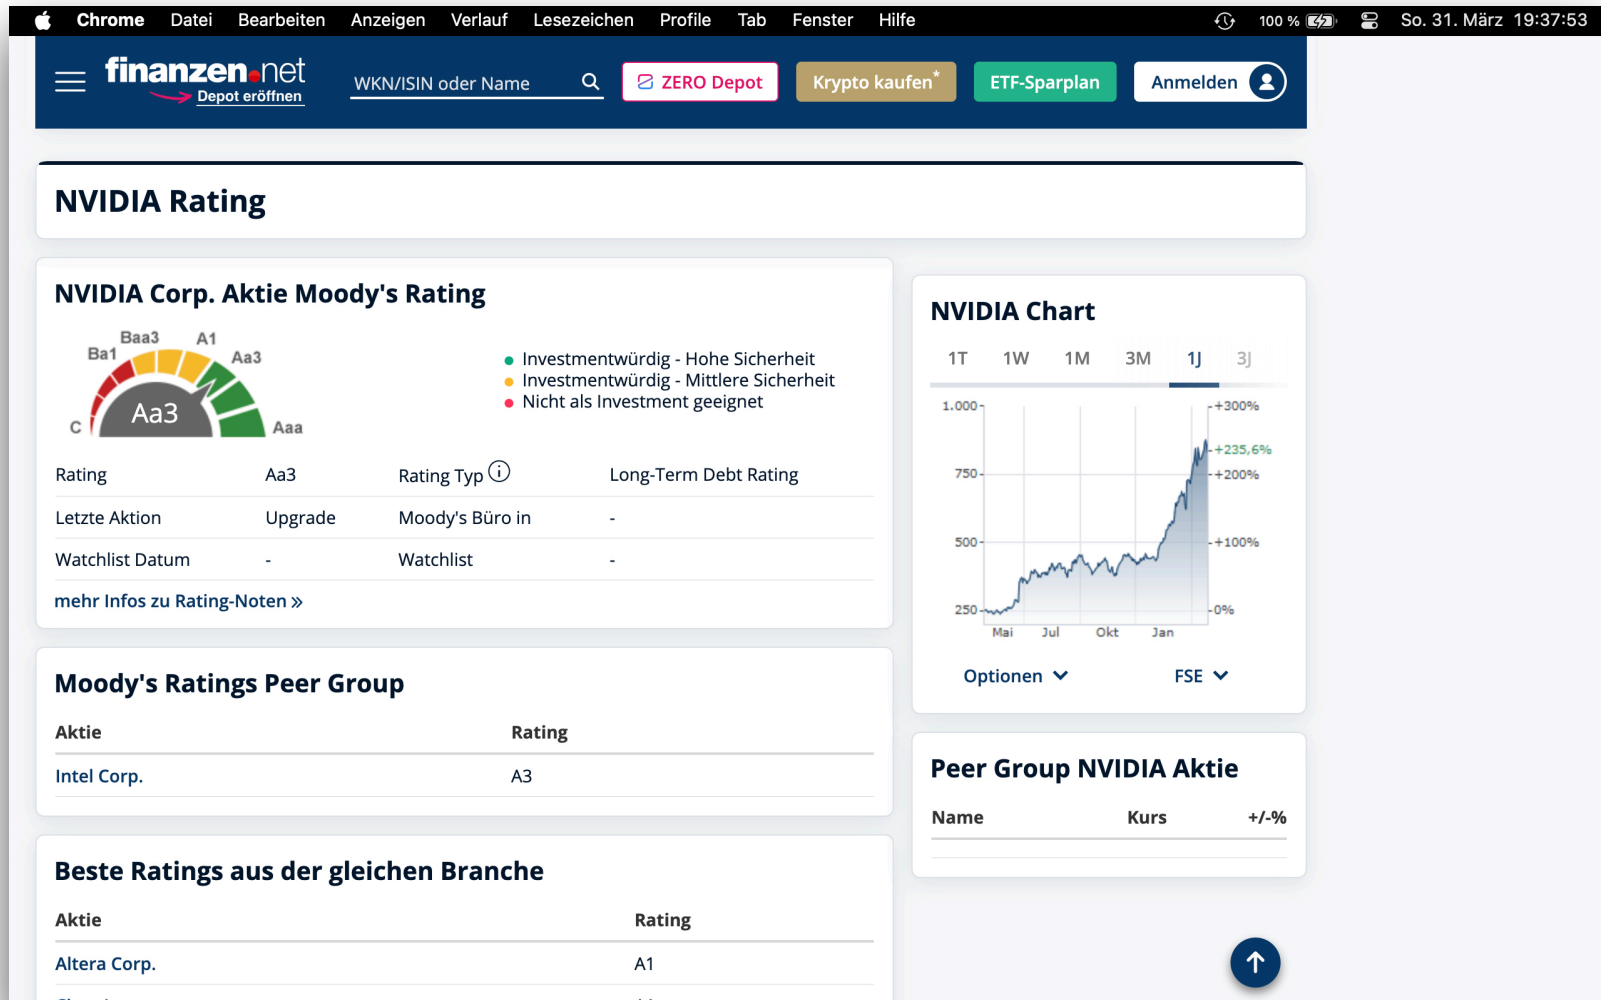 Chrome Datei Bearbeiten Anzeigen Verlauf Lesezeichen Profile Tab Fenster Hilfe 100 % So. 31. März 19:37:53
finanzen.net
Depot eröffnen
WKN/ISIN oder Name
ZERO Depot
Krypto kaufen*
ETF-Sparplan
Anmelden
NVIDIA Rating
NVIDIA Corp. Aktie Moody's Rating
C
Ba1
Baa3
A1
Aa3
Aaa
Aa3
Investmentwürdig - Hohe Sicherheit
Investmentwürdig - Mittlere Sicherheit
Nicht als Investment geeignet
Rating Aa3 Rating Typ i Long-Term Debt Rating
Letzte Aktion Upgrade Moody's Büro in -
Watchlist Datum - Watchlist -
mehr Infos zu Rating-Noten »
Moody's Ratings Peer Group
Aktie Rating
Intel Corp. A3
Beste Ratings aus der gleichen Branche
Aktie Rating
Altera Corp. A1
NVIDIA Chart
1T 1W 1M 3M 1J 3J
1.000 +300%
+235,6%
750 +200%
500 +100%
250 +0%
Mai Jul Okt Jan
Optionen FSE
Peer Group NVIDIA Aktie
Name Kurs +/-%